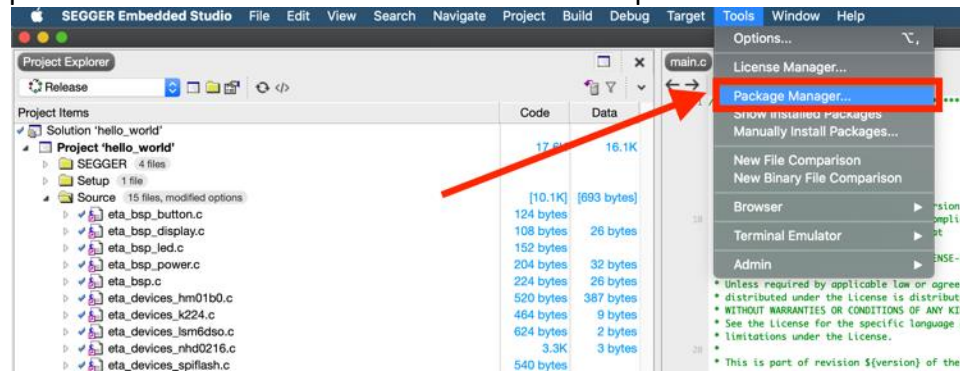 SEGGER Embedded Studio File Edit View Search Navigate Project Build Debug Target Tools Window Help
Project Explorer
main.c
Release
Project Items Code Data
Solution 'hello_world'
Project 'hello_world' 16.1K
SEGGER 4 files
Setup 1 file
Source 15 files, modified options [10.1K] [693 bytes]
eta_bsp_button.c 124 bytes
eta_bsp_display.c 108 bytes 26 bytes
eta_bsp_led.c 152 bytes
eta_bsp_power.c 204 bytes 32 bytes
eta_bsp.c 224 bytes 26 bytes
eta_devices_hm01b0.c 520 bytes 387 bytes
eta_devices_k224.c 464 bytes 9 bytes
eta_devices_lsm6dso.c 624 bytes 2 bytes
eta_devices_nhd0216.c 3.3K 3 bytes
eta_devices_spiflash.c 540 bytes
Options... ⌥,
License Manager...
Package Manager...
Show Installed Packages
Manually Install Packages...
New File Comparison
New Binary File Comparison
Browser
Terminal Emulator
Admin
* Unless required by applicable law or agree
* distributed under the License is distribut
* WITHOUT WARRANTIES OR CONDITIONS OF ANY KI
* See the License for the specific language
* limitations under the License.
*
* This is part of revision ${version} of the